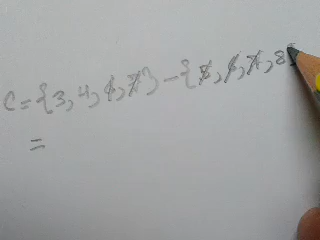 C = {3, 4, 6, 7} - {5, 6, 7, 8}
=